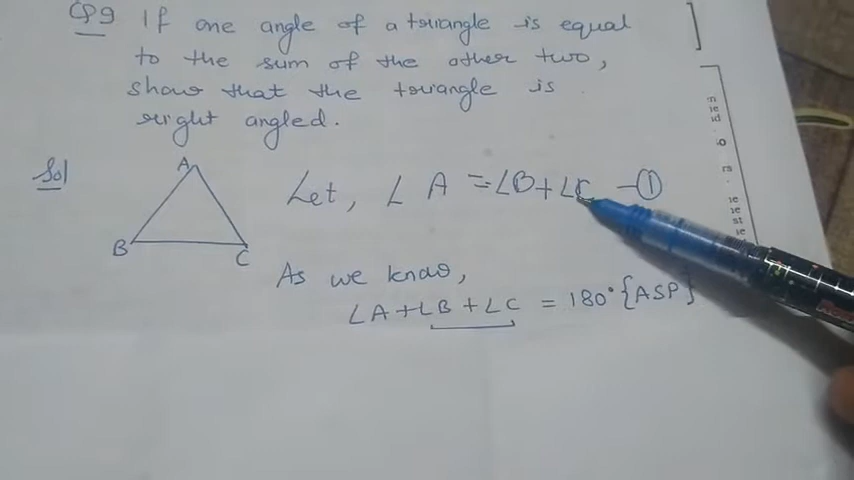 Q9 If one angle of a triangle is equal
to the sum of the other two,
show that the triangle is
right angled.
Sol
A
B
C
Let, ∠A = ∠B + ∠C —①
As we know,
∠A + ∠B + ∠C = 180° {ASP}